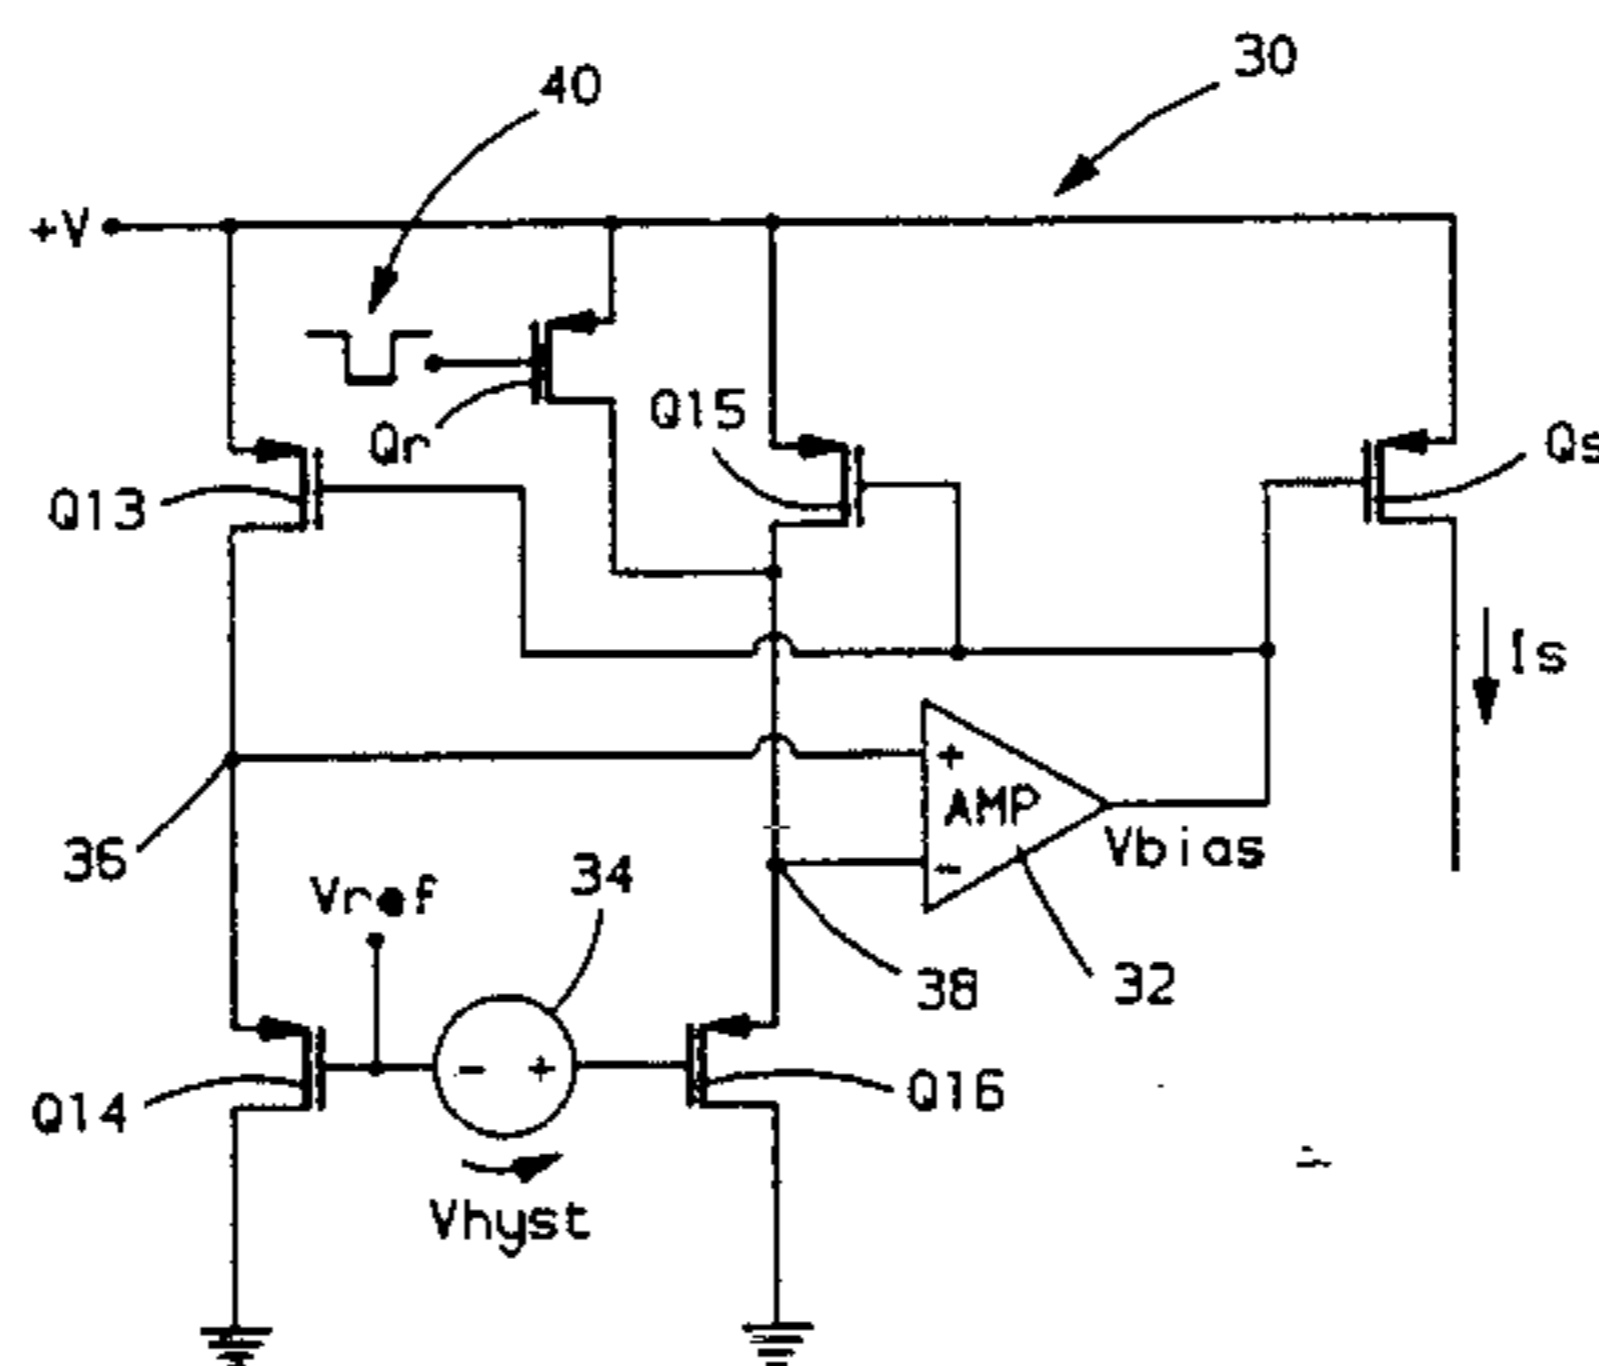 30
40
+V
Q15
Qr
Qs
Q13
Is
+
AMP
Vbias
-
36
34
Vref
38
32
- +
Q16
Q14
Vhyst